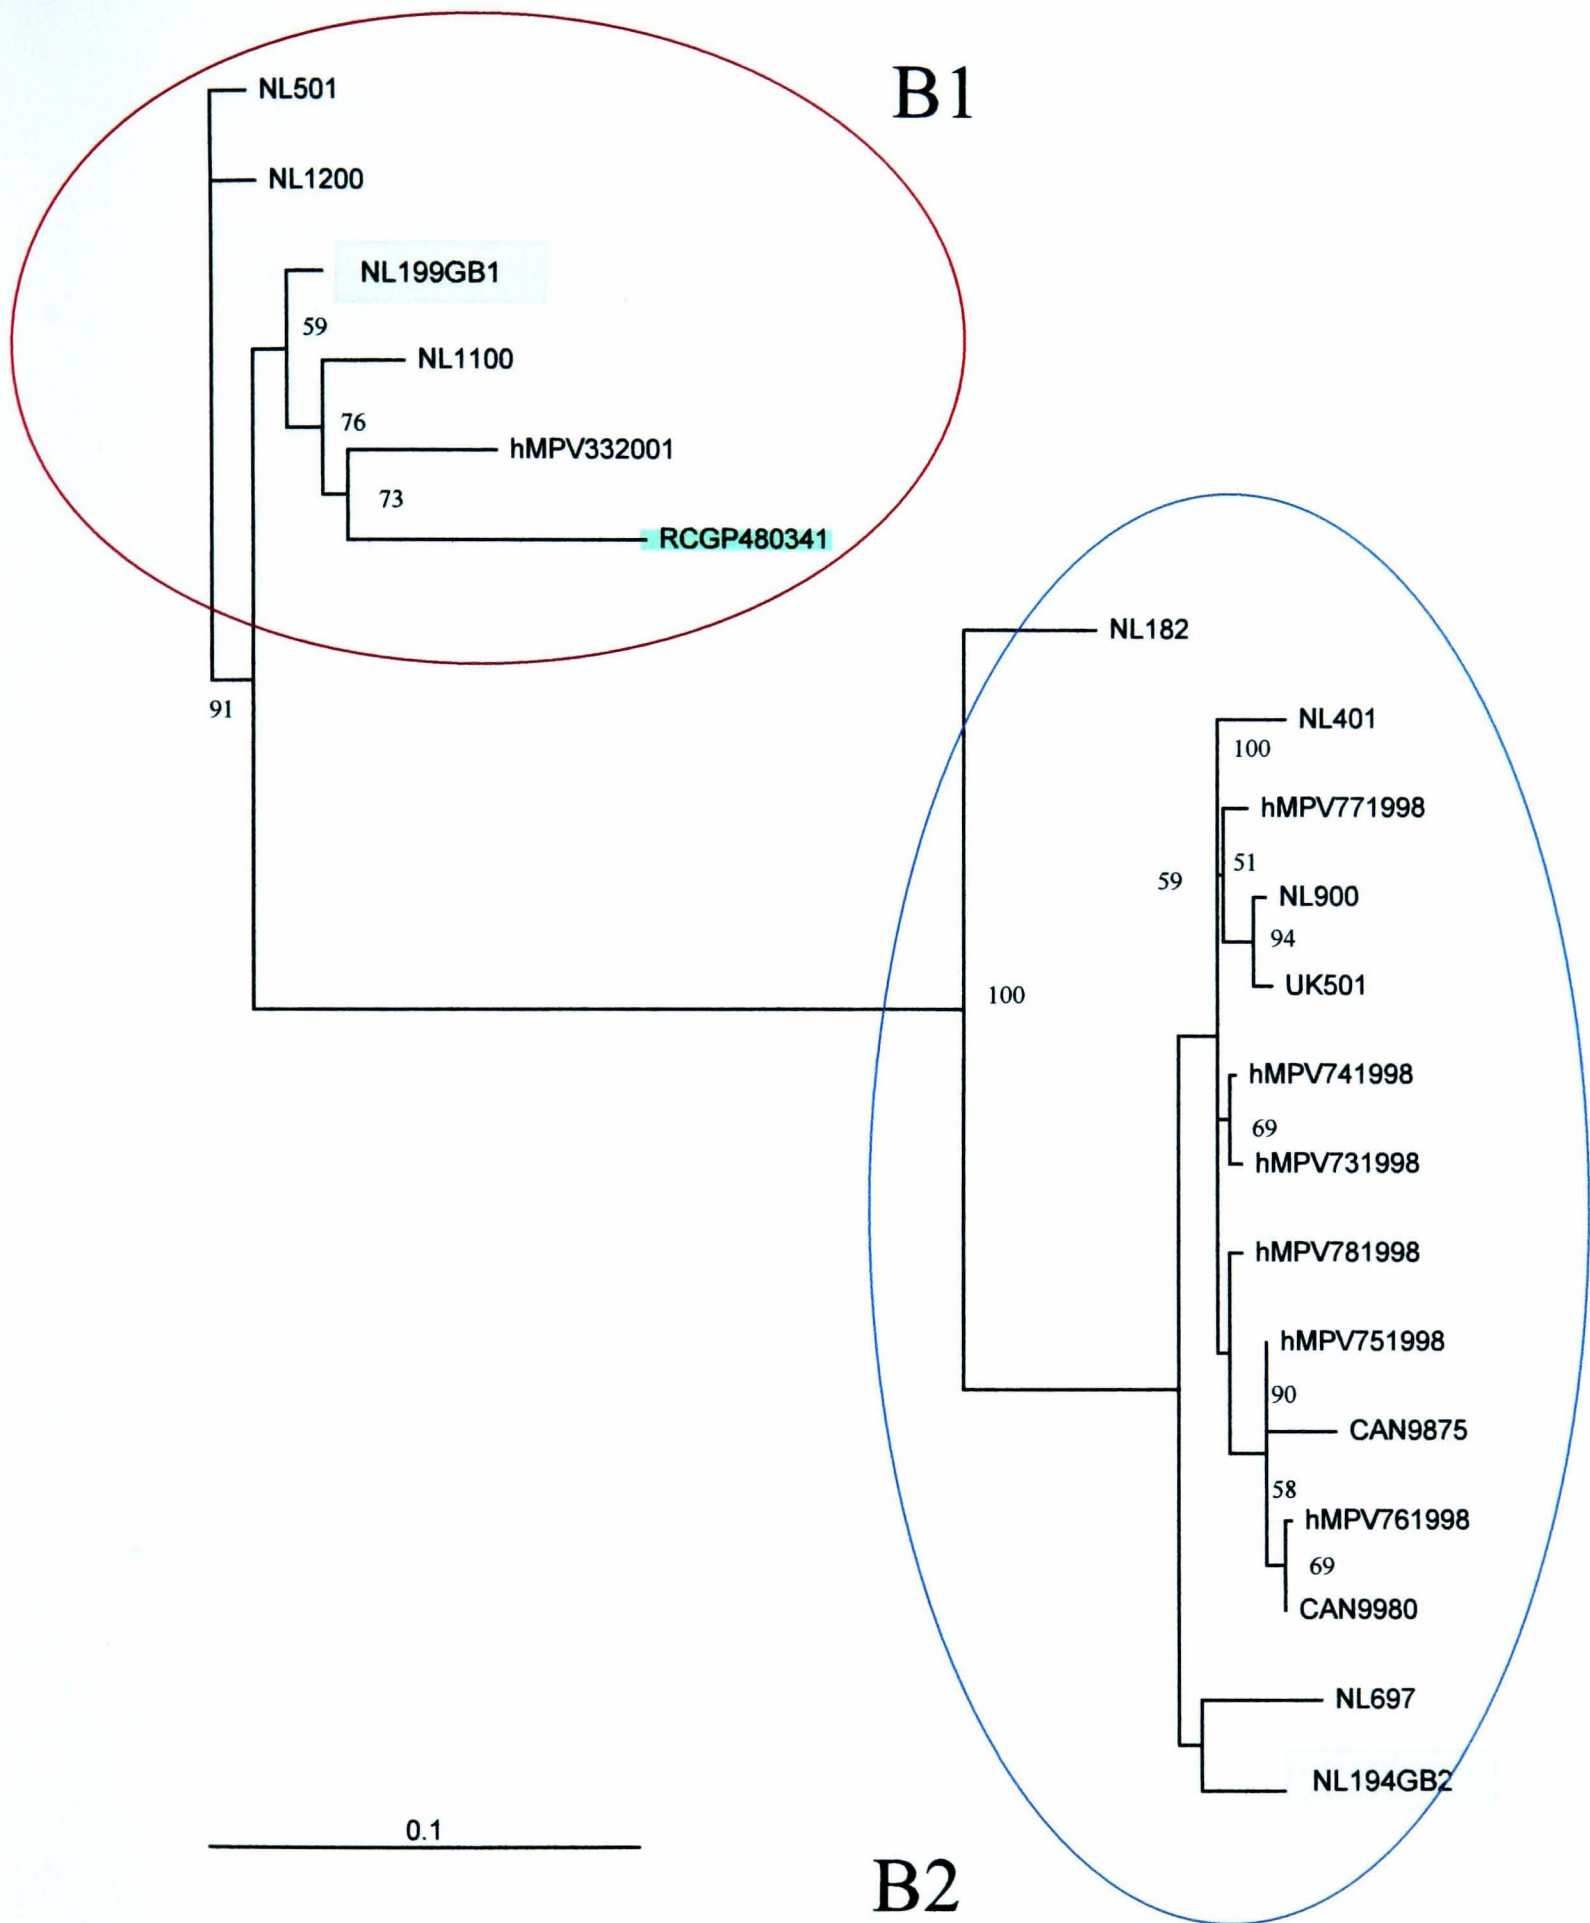 B1
NL501
NL1200
NL199GB1
59
NL1100
76
hMPV332001
73
RCGP480341
NL182
91
NL401
100
hMPV771998
51
59
NL900
94
UK501
100
hMPV741998
69
hMPV731998
hMPV781998
hMPV751998
90
CAN9875
58
hMPV761998
69
CAN9980
NL697
NL194GB2
0.1
B2